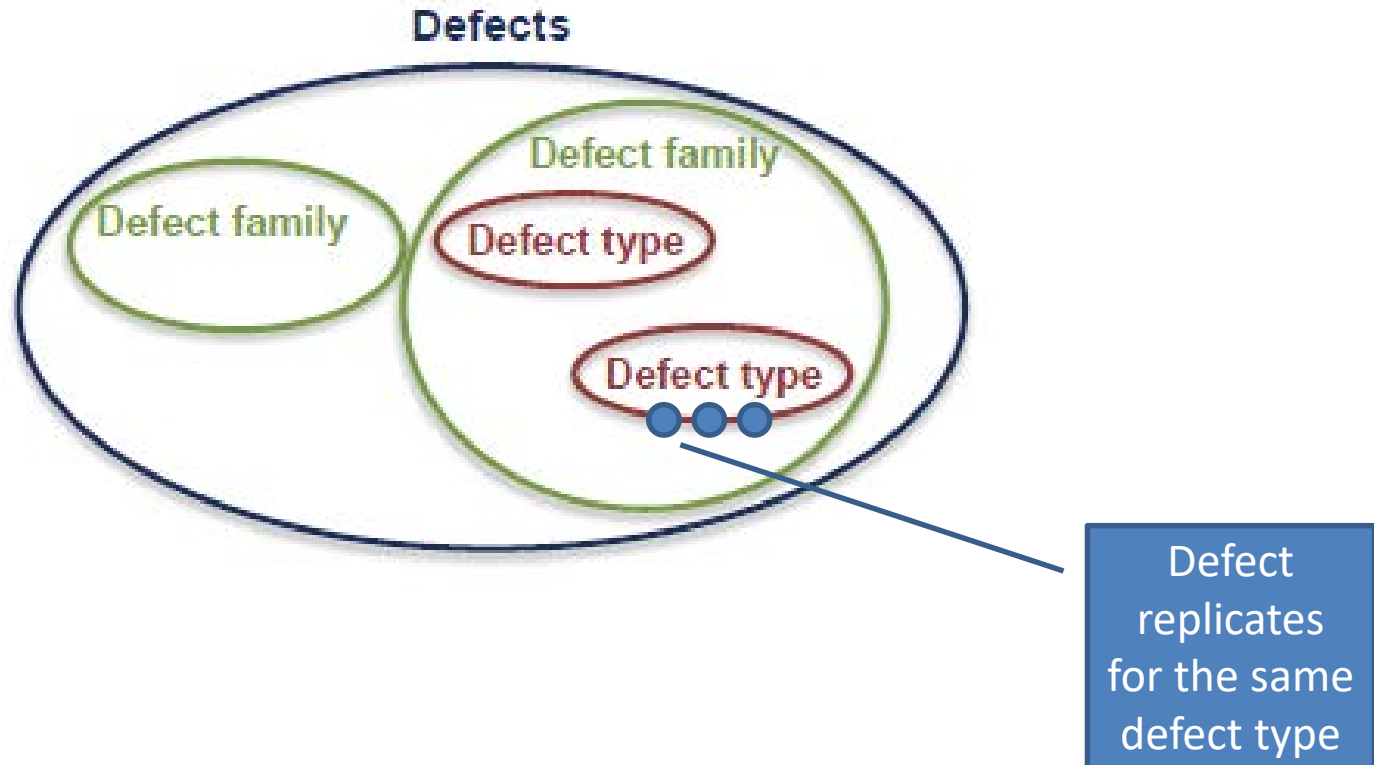 Defects
Defect family
Defect family
Defect type
Defect type
Defect
replicates
for the same
defect type